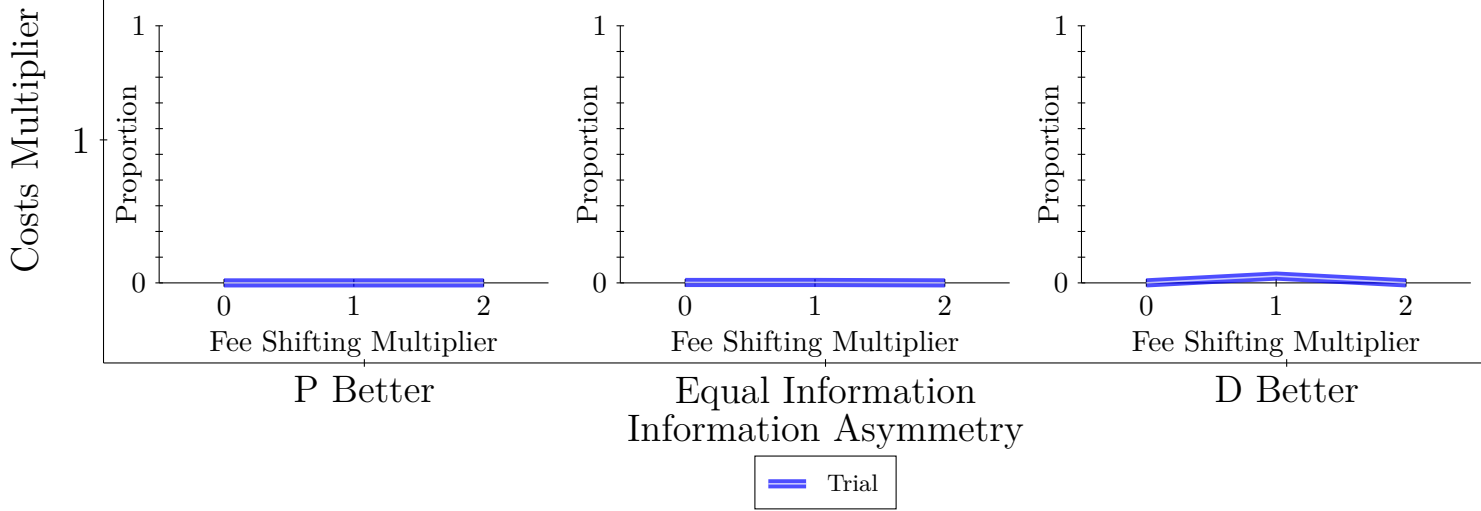 Costs Multiplier
1
1
Proportion
0
0 1 2
Fee Shifting Multiplier
1
Proportion
0
0 1 2
Fee Shifting Multiplier
1
Proportion
0
0 1 2
Fee Shifting Multiplier
P Better
Equal Information
D Better
Information Asymmetry
Trial